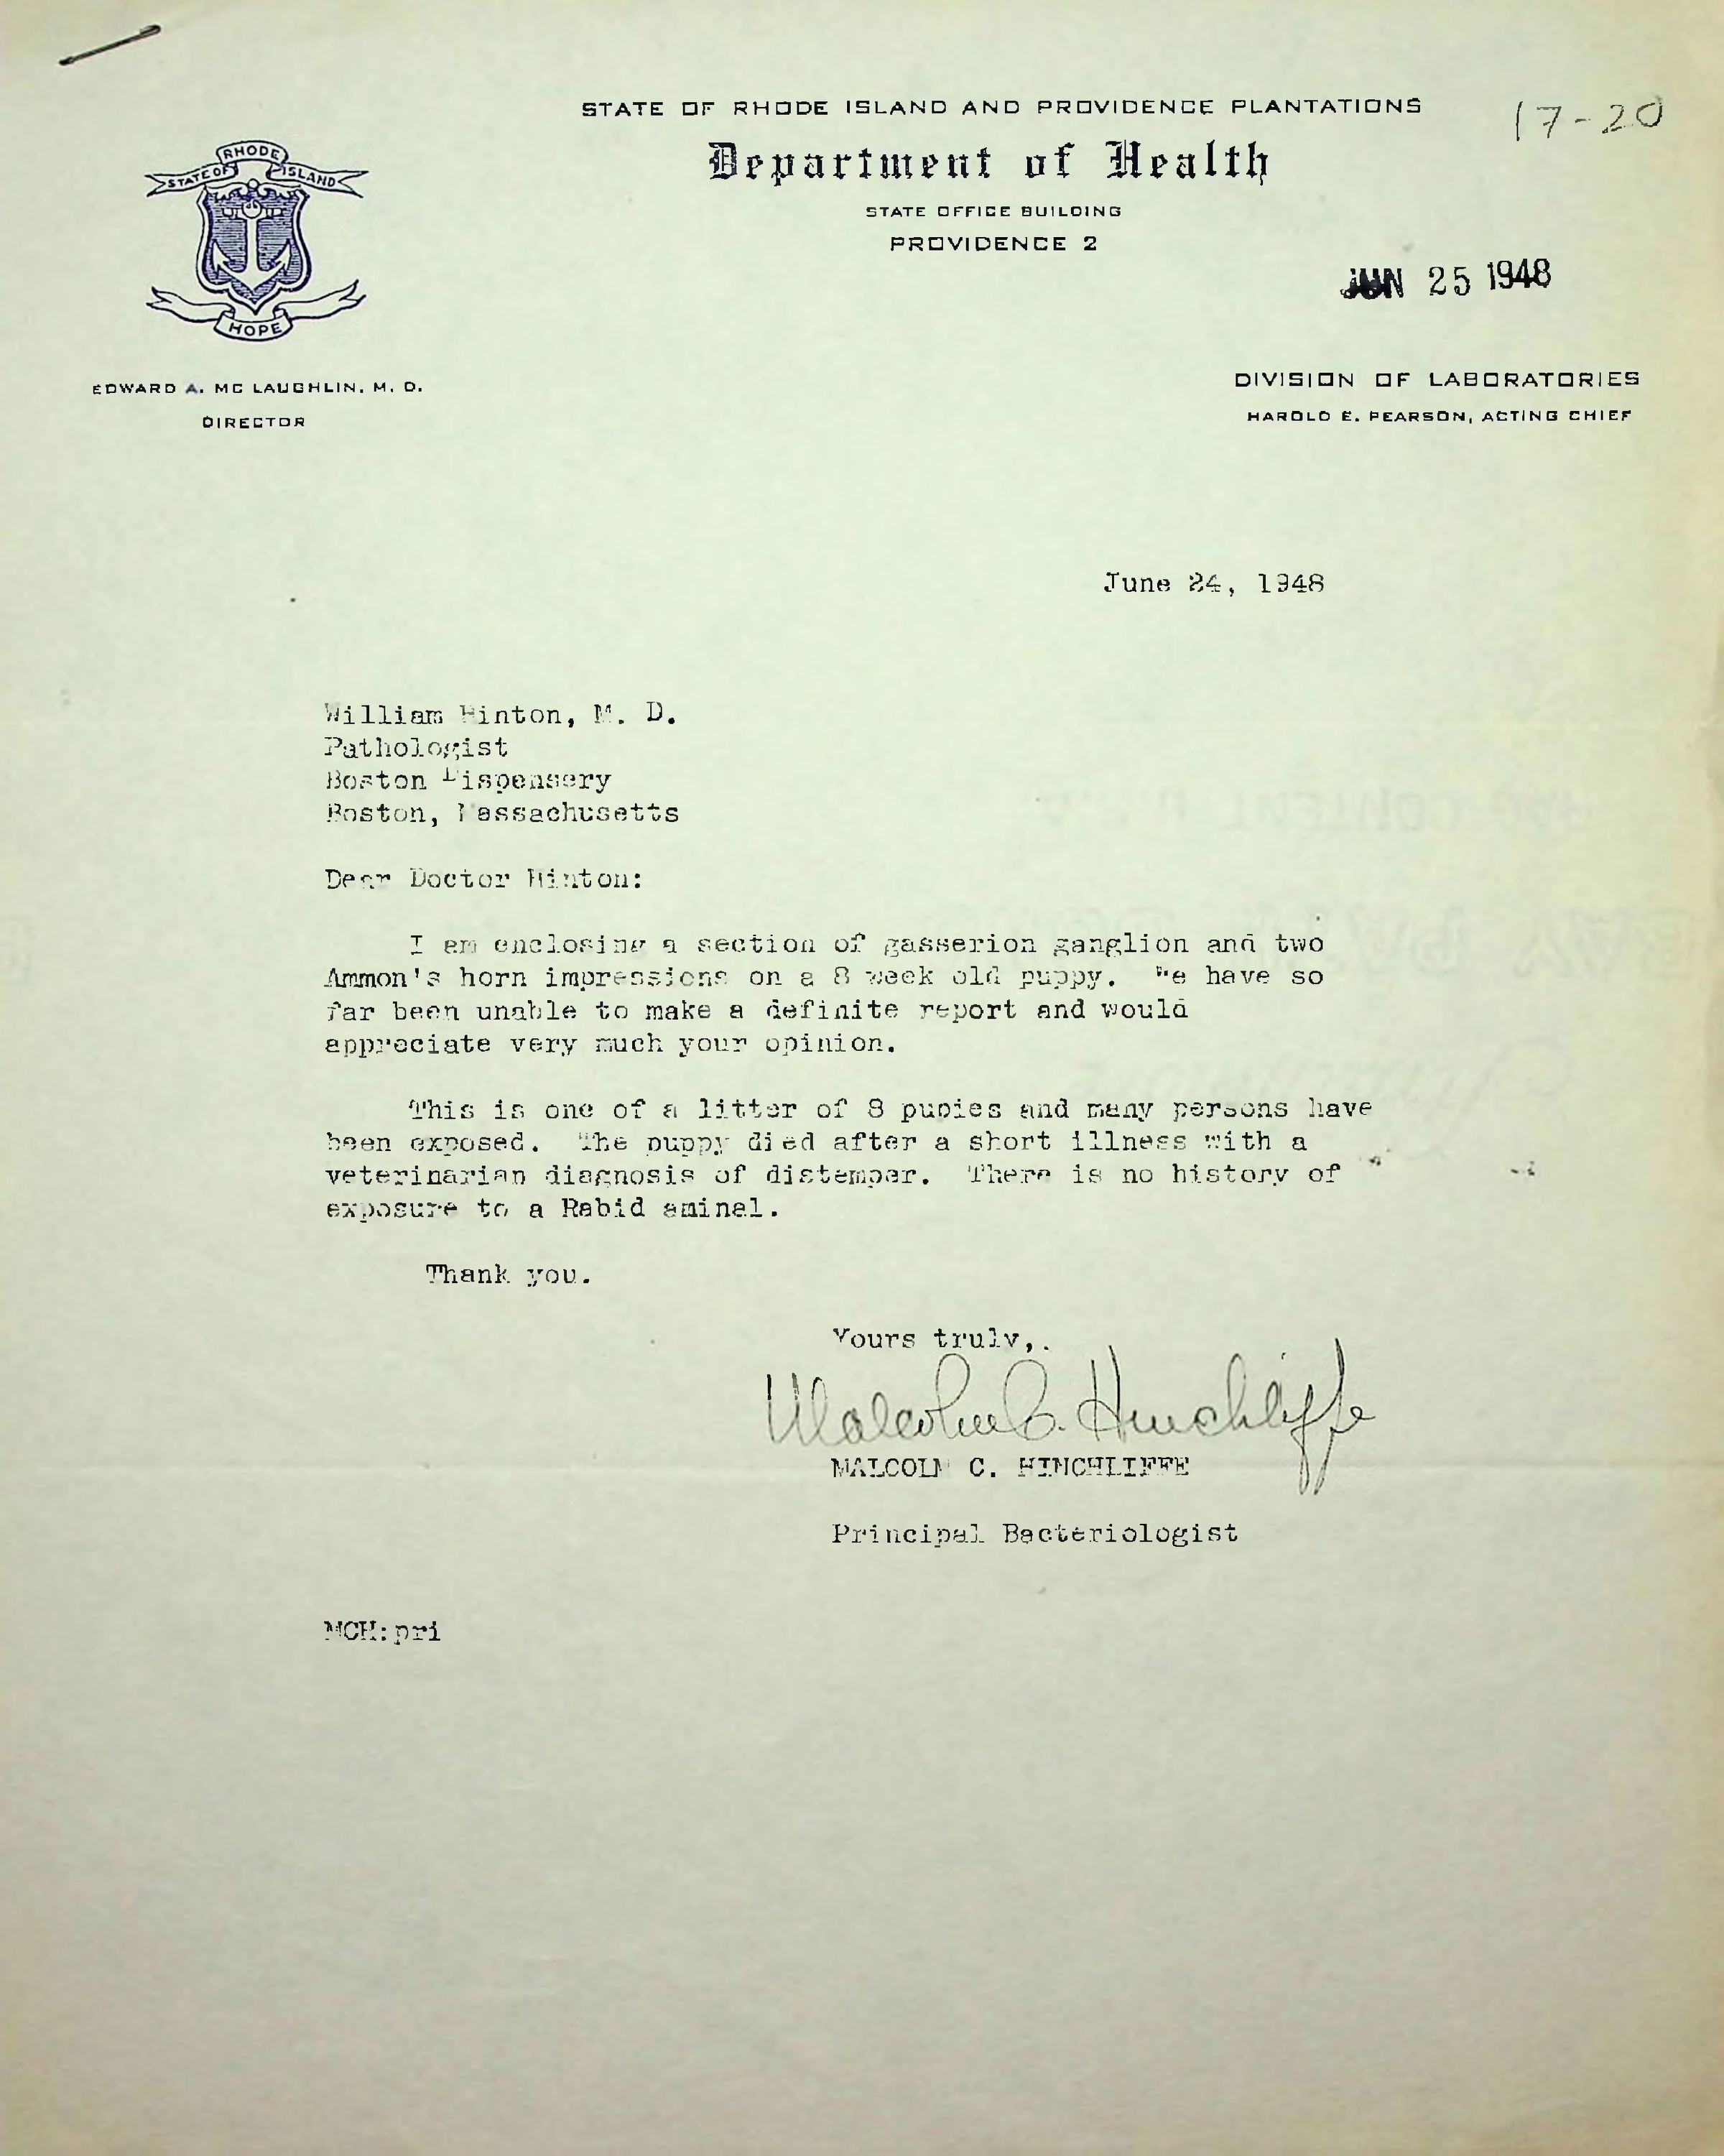 STATE OF RHODE ISLAND AND PROVIDENCE PLANTATIONS
17-20
Department of Health
STATE OFFICE BUILDING
PROVIDENCE 2
STATE OF RHODE ISLAND
HOPE
JUN 25 1948
EDWARD A. MC LAUGHLIN, M. D.
DIRECTOR
DIVISION OF LABORATORIES
HAROLD E. PEARSON, ACTING CHIEF
June 24, 1948
William Hinton, M. D.
Pathologist
Boston Dispensery
Boston, Massachusetts
Dear Doctor Hinton:
I am enclosing a section of gasserion ganglion and two
Ammon's horn impressions on a 8 week old puppy. We have so
far been unable to make a definite report and would
appreciate very much your opinion.
This is one of a litter of 8 pupies and many persons have
been exposed. The puppy died after a short illness with a
veterinarian diagnosis of distemper. There is no history of
exposure to a Rabid aminal.
Thank you.
Yours truly,.
Malcolm C. Hinchliffe
MALCOLM C. HINCHLIFFE
Principal Bacteriologist
MCH:pri